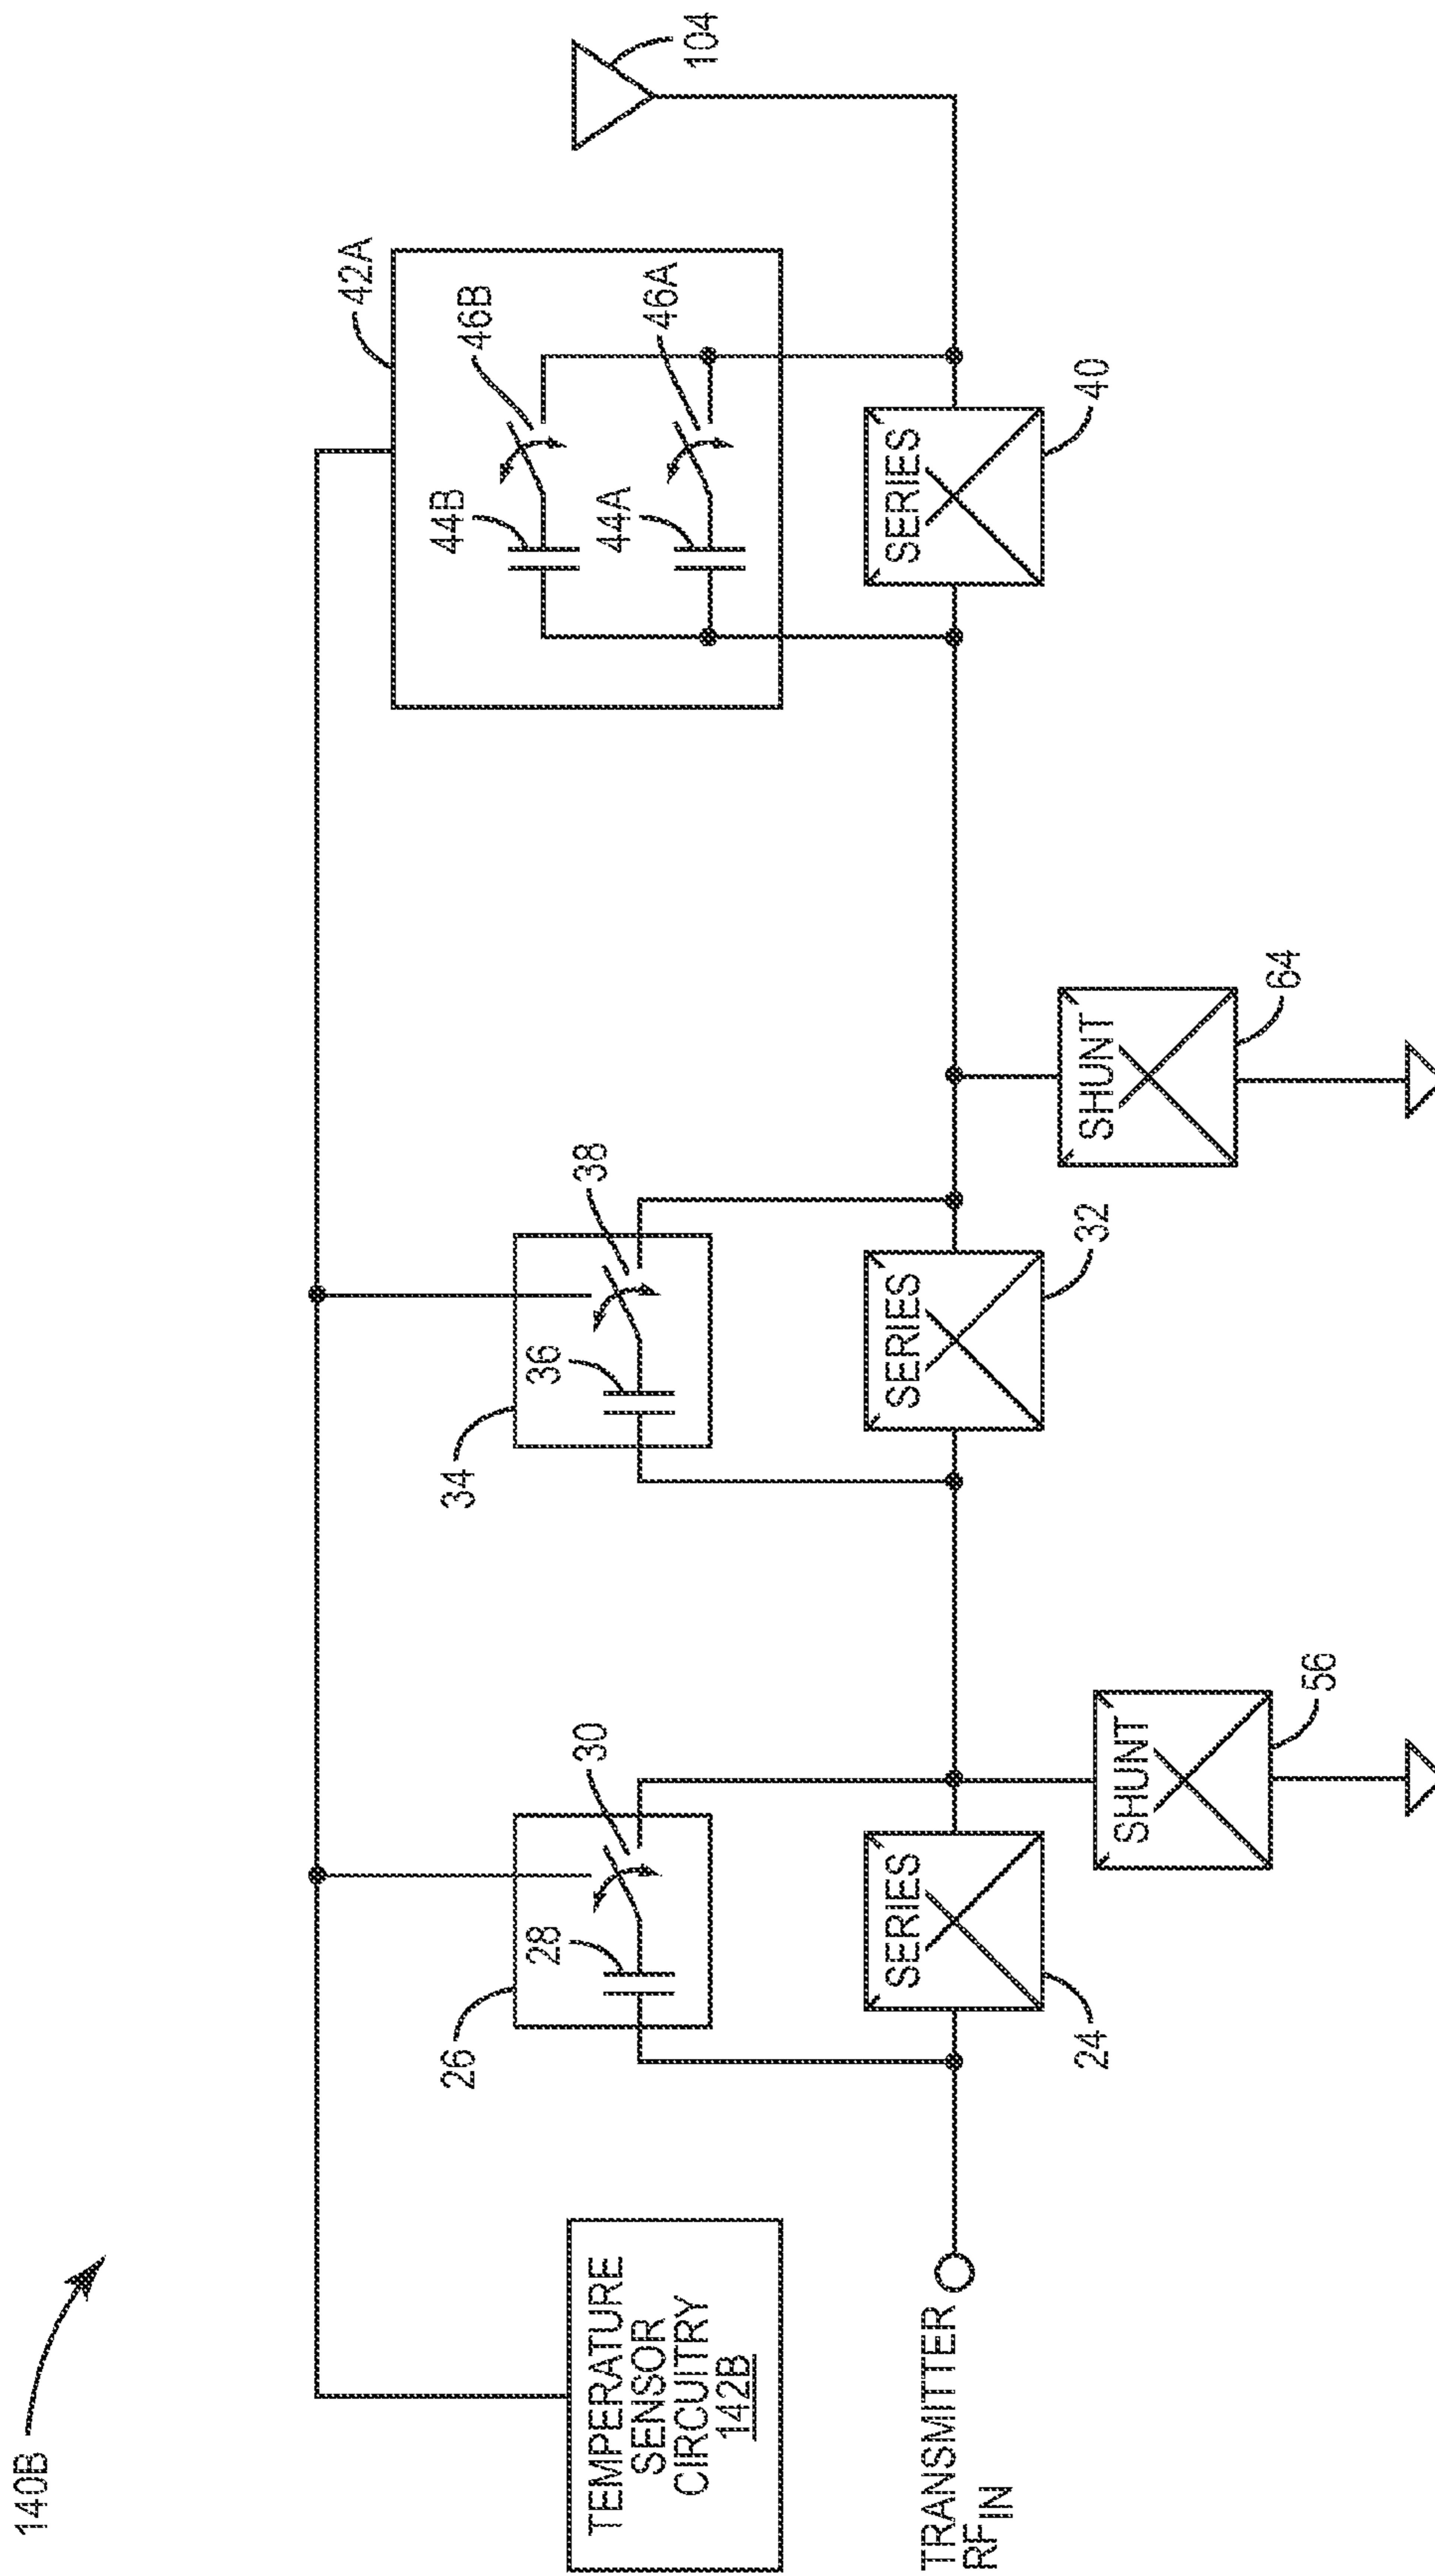 140B
TEMPERATURE
SENSOR
CIRCUITRY
142B
TRANSMITTER
RFIN
26
28
30
SERIES
24
SHUNT
56
34
36
38
SERIES
32
SHUNT
64
42A
44B
46B
44A
46A
SERIES
40
104